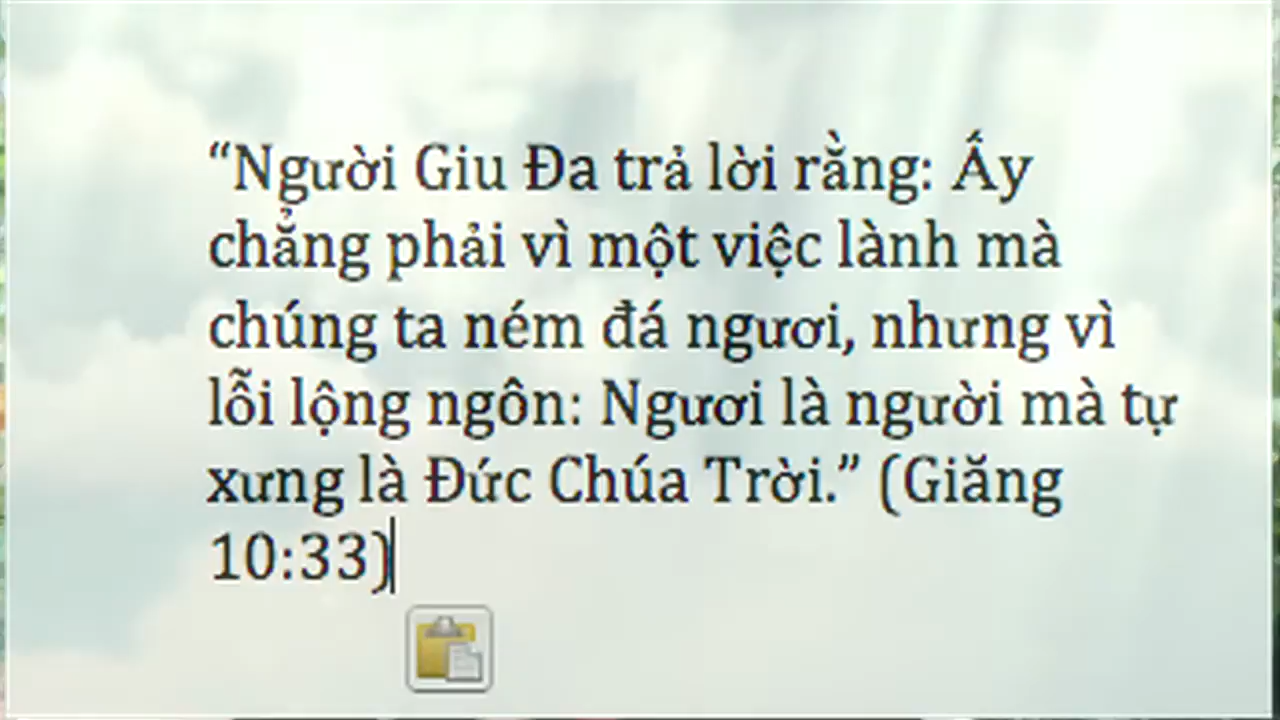 “Người Giu Đa trả lời rằng: Ấy
chẳng phải vì một việc lành mà
chúng ta ném đá ngươi, nhưng vì
lỗi lộng ngôn: Ngươi là người mà tự
xưng là Đức Chúa Trời.” (Giăng
10:33)